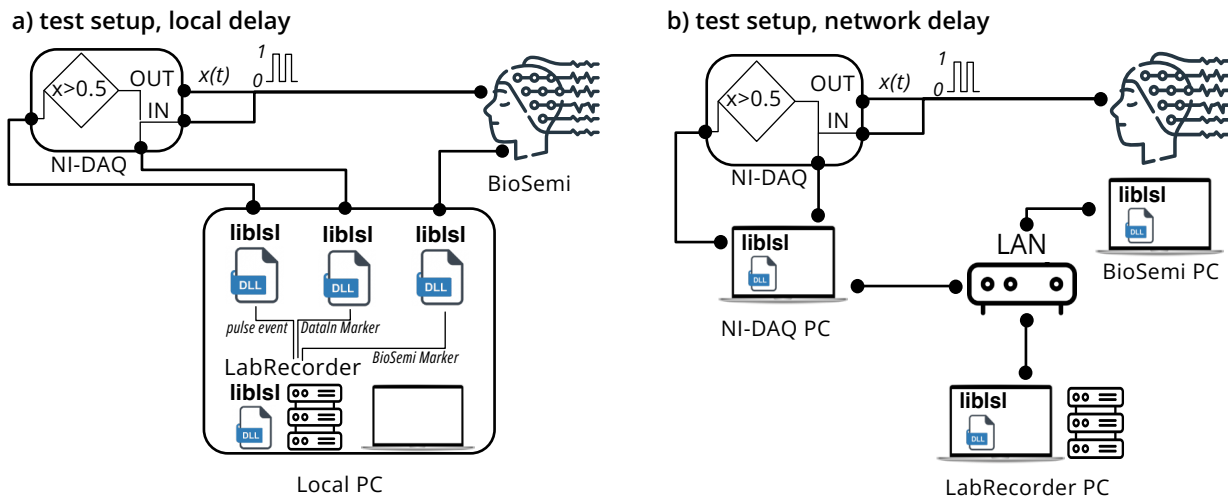 a) test setup, local delay
x>0.5
OUT
IN
NI-DAQ
x(t)
1
0
BioSemi
liblsl
liblsl
liblsl
DLL
DLL
DLL
pulse event
DataIn Marker
BioSemi Marker
LabRecorder
liblsl
DLL
Local PC
b) test setup, network delay
x>0.5
OUT
IN
NI-DAQ
x(t)
1
0
liblsl
DLL
NI-DAQ PC
LAN
liblsl
DLL
BioSemi PC
liblsl
DLL
LabRecorder PC